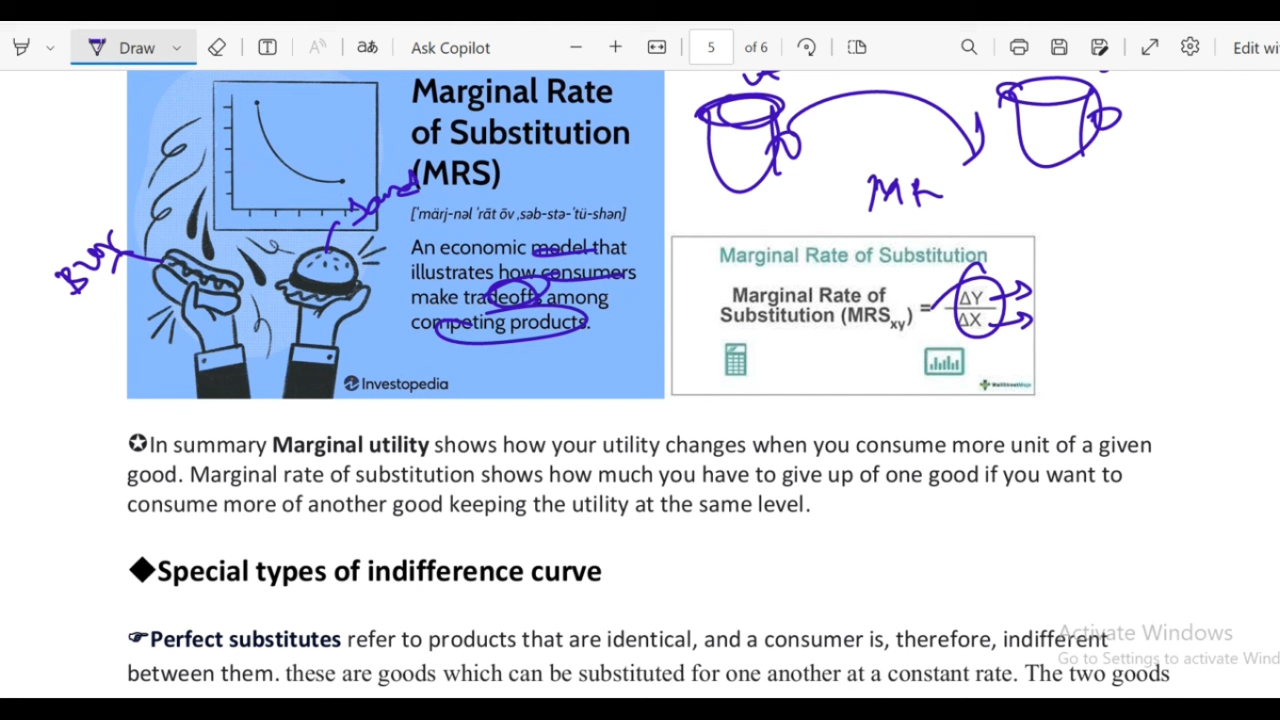 Draw
Ask Copilot
5 of 6
Edit wi
Marginal Rate
of Substitution
(MRS)
['märj-nəl 'rāt ōv ,səb-stə-'tü-shən]
An economic model that
illustrates how consumers
make tradeoffs among
competing products.
Investopedia
Marginal Rate of Substitution
Marginal Rate of
Substitution (MRSxy) = ΔY
ΔX
WallStreetMojo
✪In summary Marginal utility shows how your utility changes when you consume more unit of a given
good. Marginal rate of substitution shows how much you have to give up of one good if you want to
consume more of another good keeping the utility at the same level.
◆Special types of indifference curve
☞Perfect substitutes refer to products that are identical, and a consumer is, therefore, indifferent
between them. these are goods which can be substituted for one another at a constant rate. The two goods
Activate Windows
Go to Settings to activate Wind